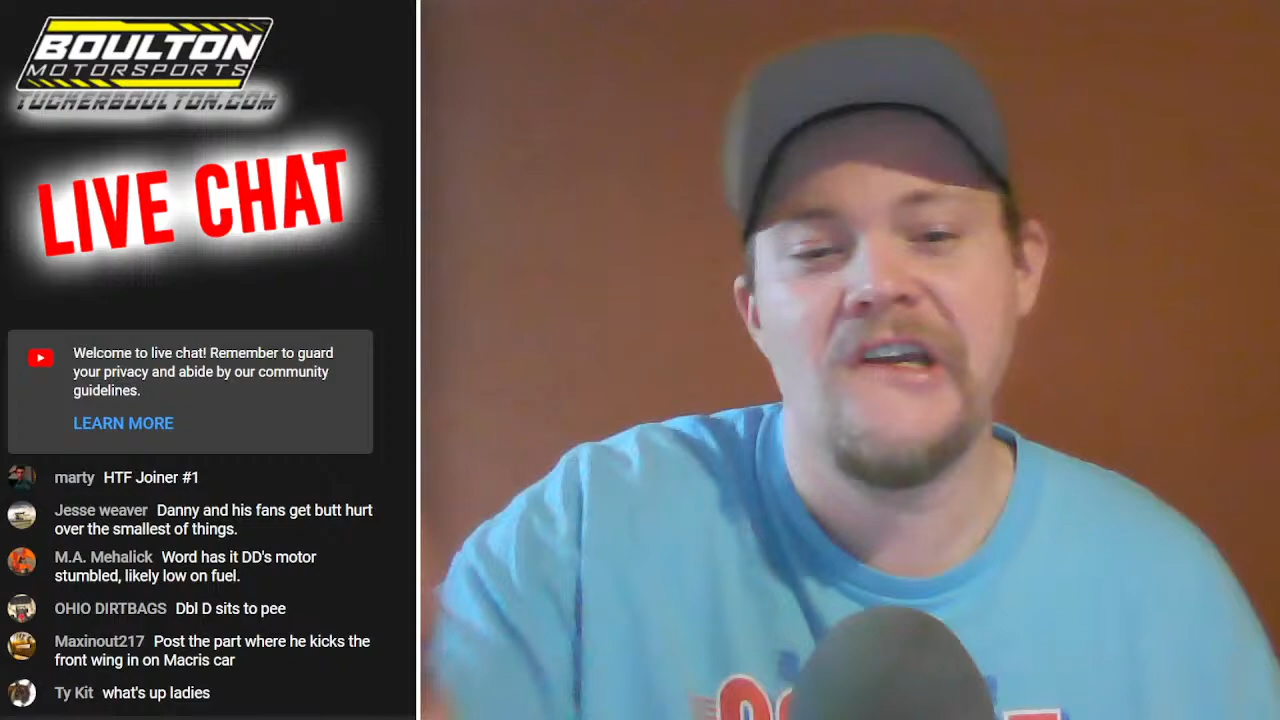 BOULTON
MOTORSPORTS
TUCKERBOULTON.COM
LIVE CHAT
Welcome to live chat! Remember to guard
your privacy and abide by our community
guidelines.
LEARN MORE
marty HTF Joiner #1
Jesse weaver Danny and his fans get butt hurt
over the smallest of things.
M.A. Mehalick Word has it DD's motor
stumbled, likely low on fuel.
OHIO DIRTBAGS Dbl D sits to pee
Maxinout217 Post the part where he kicks the
front wing in on Macris car
Ty Kit what's up ladies